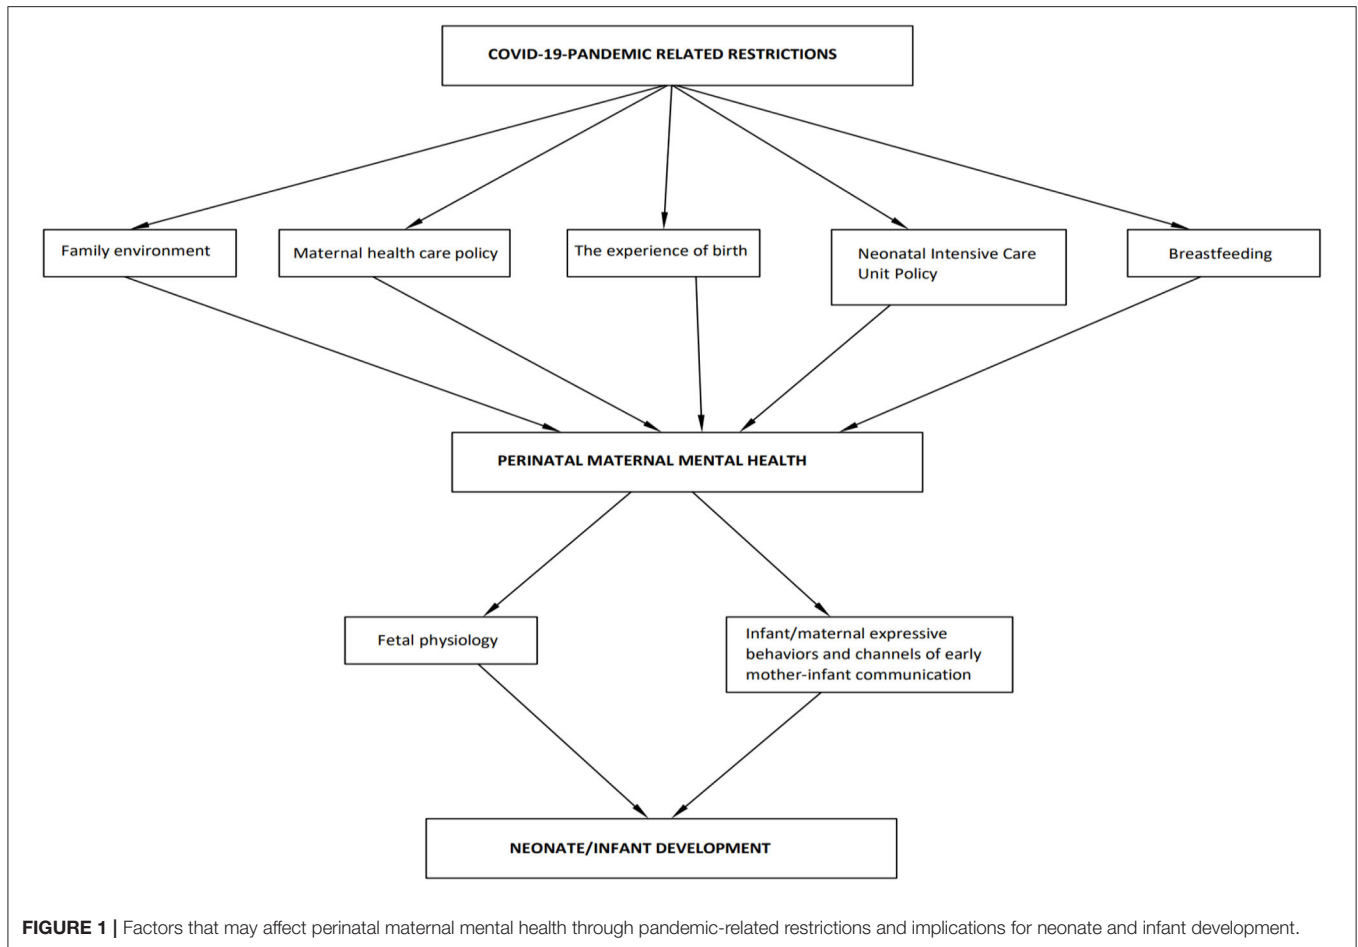 COVID-19-PANDEMIC RELATED RESTRICTIONS
Family environment
Maternal health care policy
The experience of birth
Neonatal Intensive Care
Unit Policy
Breastfeeding
PERINATAL MATERNAL MENTAL HEALTH
Fetal physiology
Infant/maternal expressive
behaviors and channels of early
mother-infant communication
NEONATE/INFANT DEVELOPMENT
FIGURE 1 | Factors that may affect perinatal maternal mental health through pandemic-related restrictions and implications for neonate and infant development.